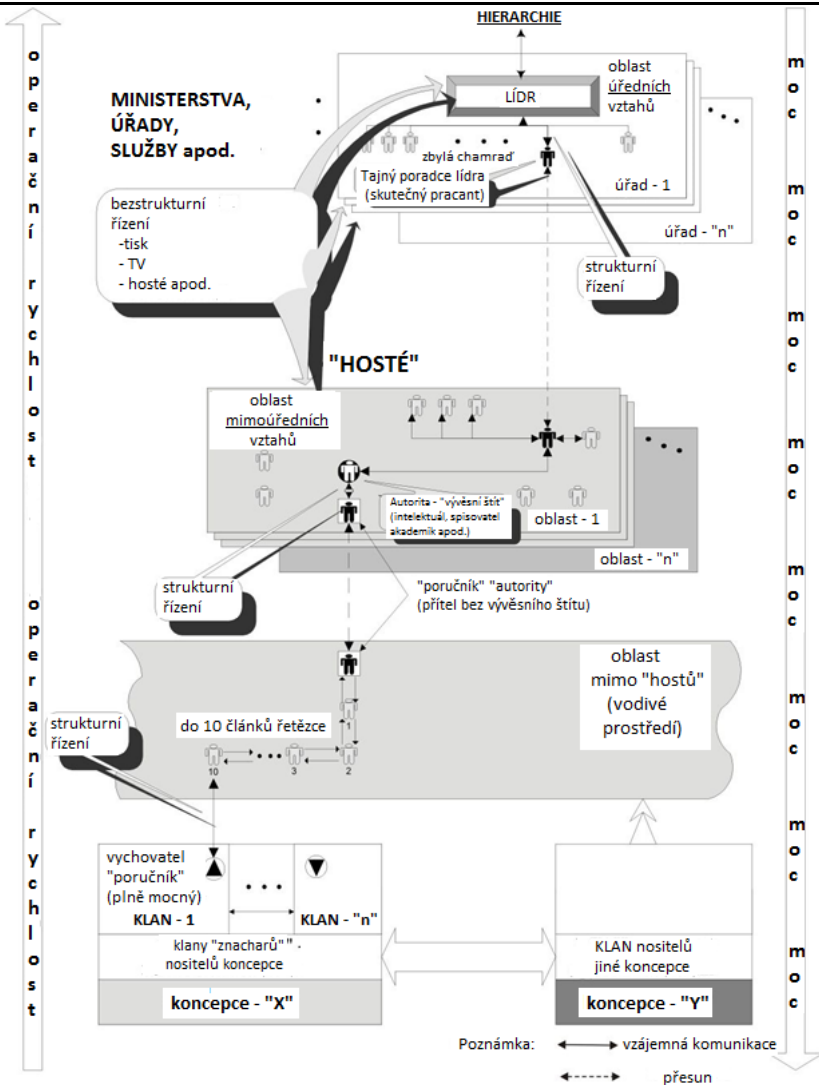 HIERARCHIE
operační rychlost
operační rychlost
moc
moc
moc
moc
moc
moc
moc
moc
oblast
úředních
vztahů
LÍDR
MINISTERSTVA,
ÚŘADY,
SLUŽBY apod.
zbylá chamraď
Tajný poradce lídra
(skutečný pracant)
úřad - 1
úřad - "n"
bezstrukturní
řízení
-tisk
- TV
- hosté apod.
strukturní
řízení
"HOSTÉ"
oblast
mimoúředních
vztahů
Autorita - "vývěsní štít"
(intelektuál, spisovatel
akademik apod.)
oblast - 1
oblast - "n"
strukturní
řízení
"poručník" "autority"
(přítel bez vývěsního štítu)
oblast
mimo "hostů"
(vodivé
prostředí)
strukturní
řízení
do 10 článků řetězce
1
10
3
2
vychovatel
"poručník"
(plně mocný)
KLAN - 1
KLAN - "n"
klany "znacharů" -
nositelů koncepce
koncepce - "X"
KLAN nositelů
jiné koncepce
koncepce - "Y"
Poznámka:
vzájemná komunikace
přesun